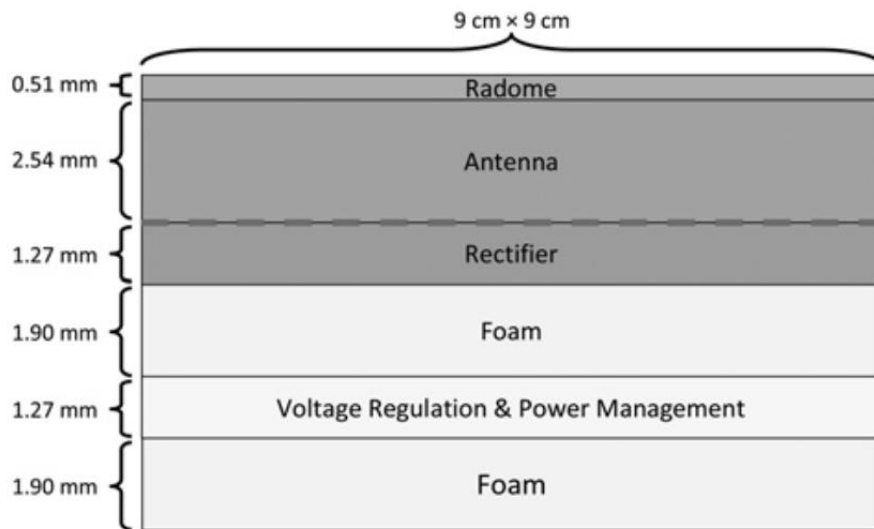 9 cm × 9 cm
0.51 mm
Radome
2.54 mm
Antenna
1.27 mm
Rectifier
1.90 mm
Foam
1.27 mm
Voltage Regulation & Power Management
1.90 mm
Foam